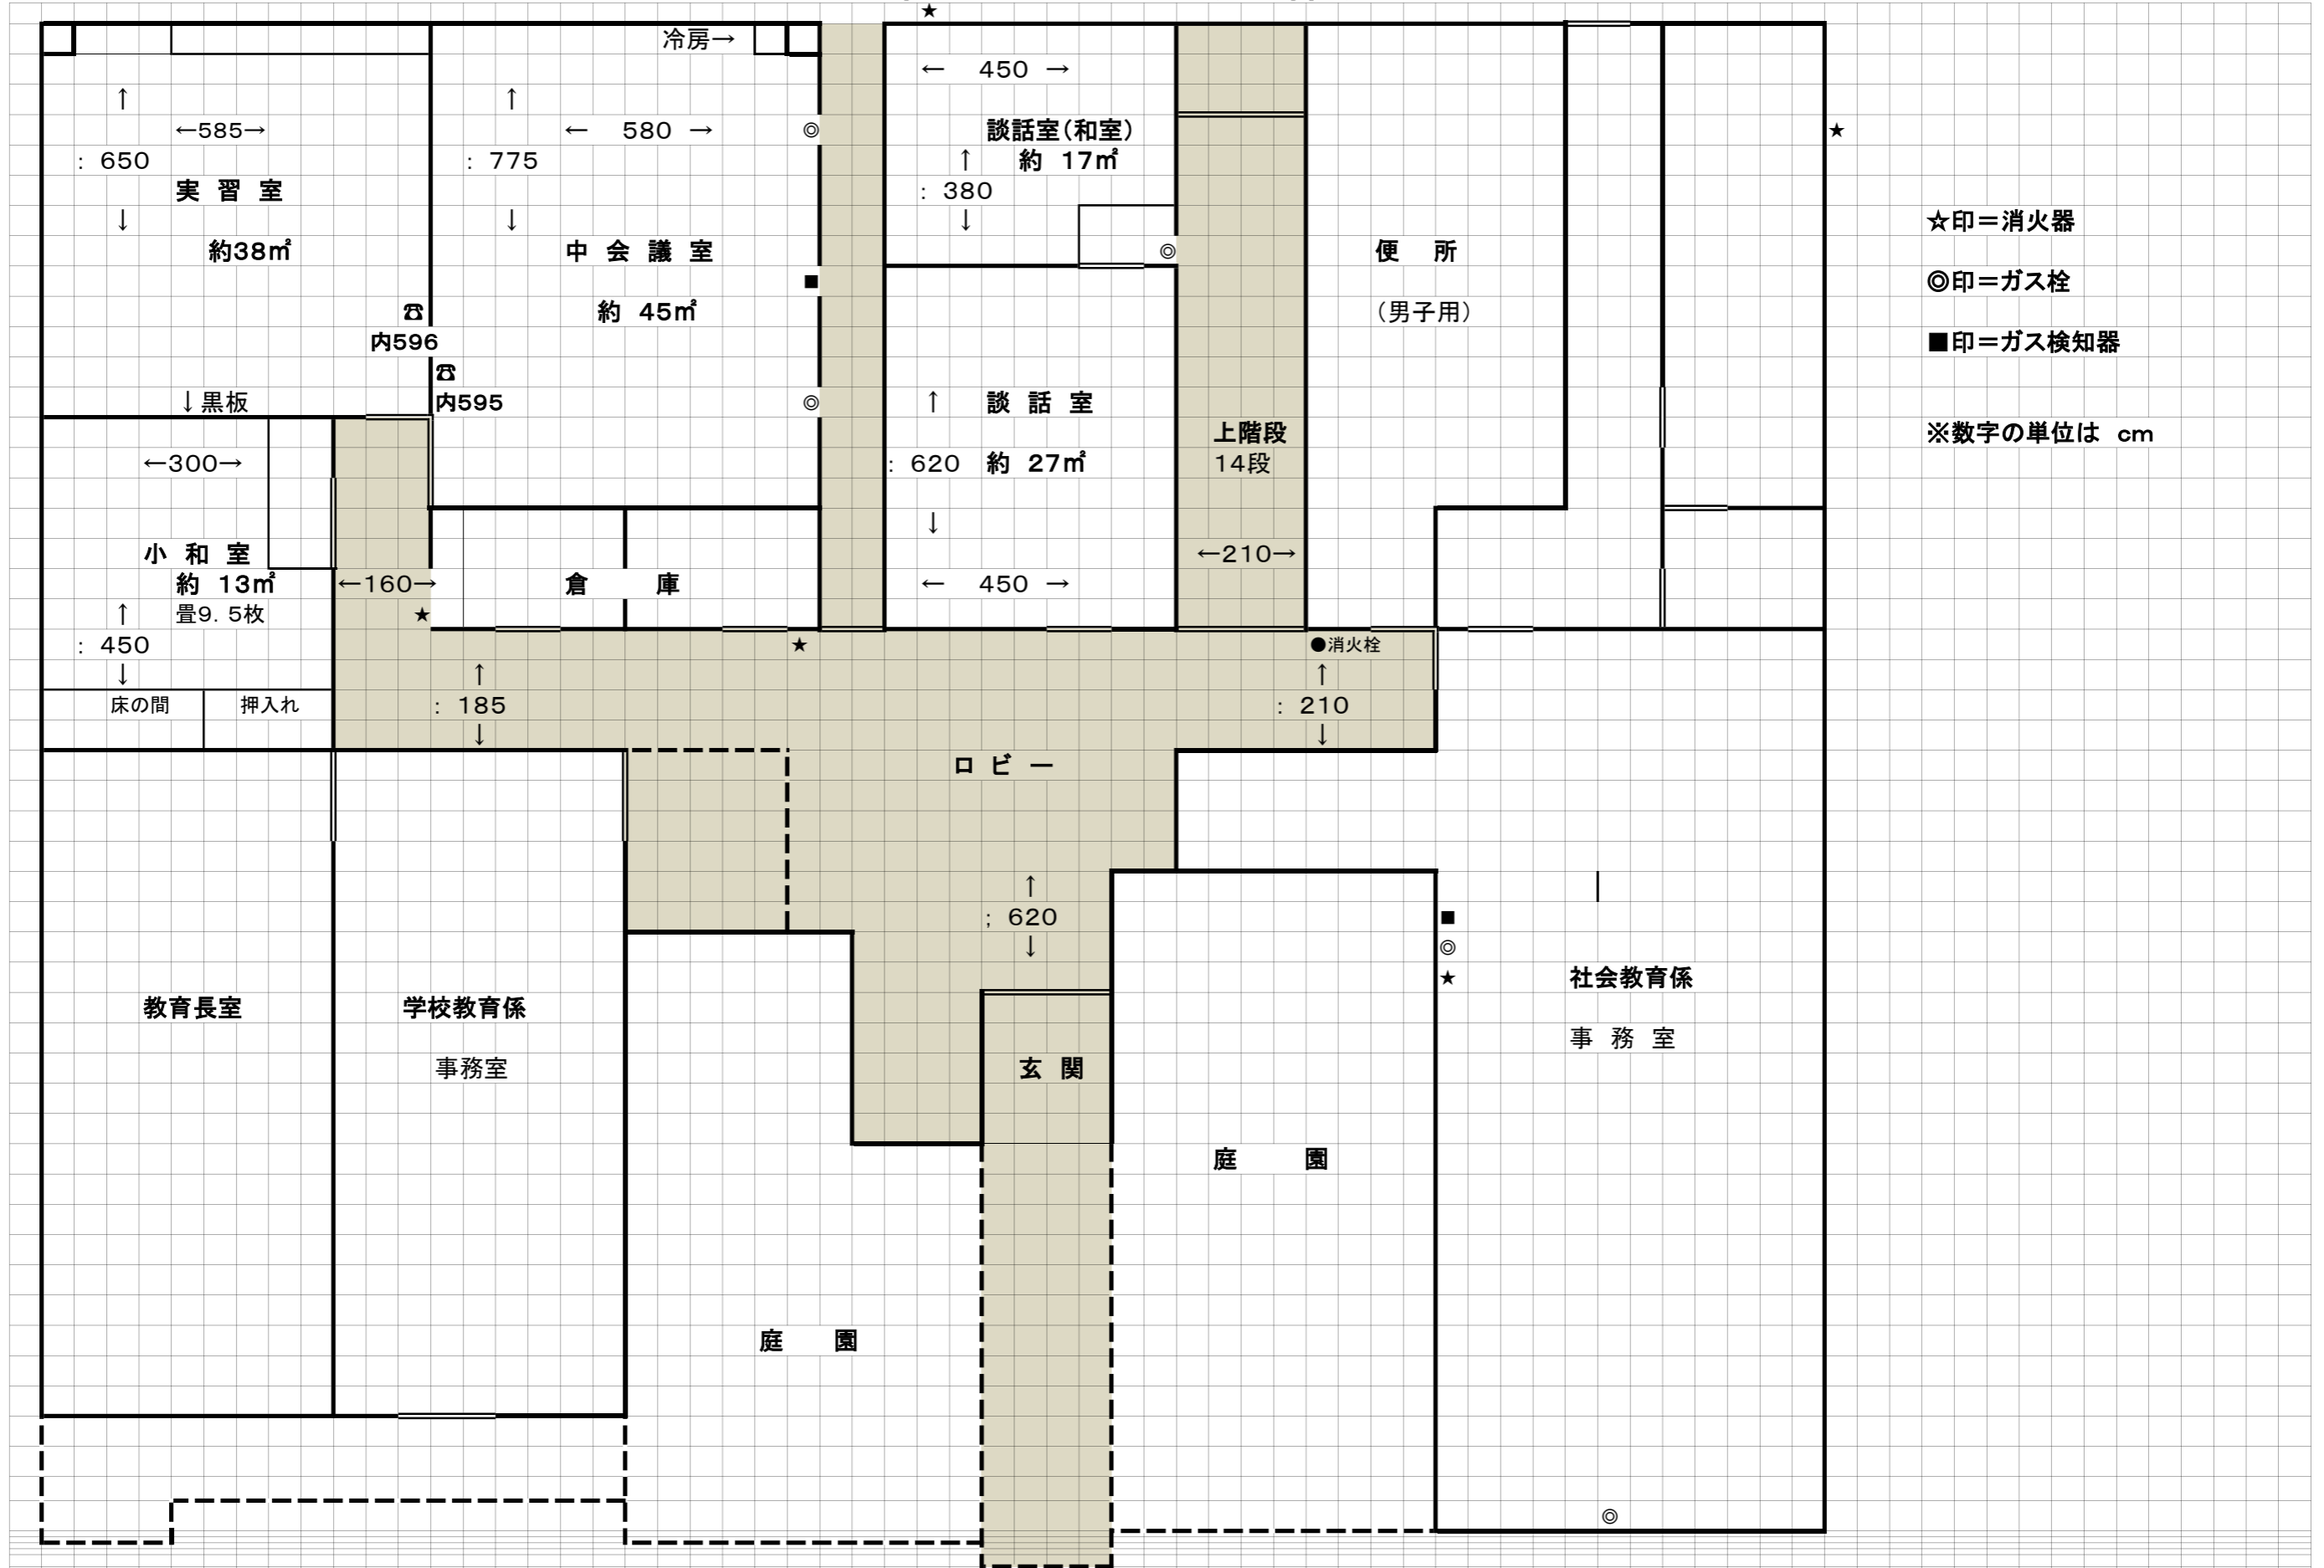 ★
冷房→
←　450　→
↑
↑
←585→
←　580　→
◎
談話室（和室）
★
: 650
: 775
↑
約　17㎡
実　習　室
: 380
↓
↓
↓
☆印＝消火器
約38㎡
中　会　議　室
◎
便　所
■
◎印＝ガス栓
☎
約　45㎡
（男子用）
内596
■印＝ガス検知器
☎
↓黒板
内595
◎
↑
談　話　室
上階段
※数字の単位は　cm
←300→
: 620
約　27㎡
14段
↓
小　和　室
←210→
約　13㎡
←160→
倉　　庫
←　450　→
↑
畳9．5枚
★
: 450
★
●消火栓
↓
↑
↑
床の間
押入れ
: 185
: 210
↓
↓
ロ　ビ　ー
↑
; 620
■
↓
◎
★
社会教育係
教育長室
学校教育係
事　務　室
事務室
玄　関
庭　　園
庭　　園
◎